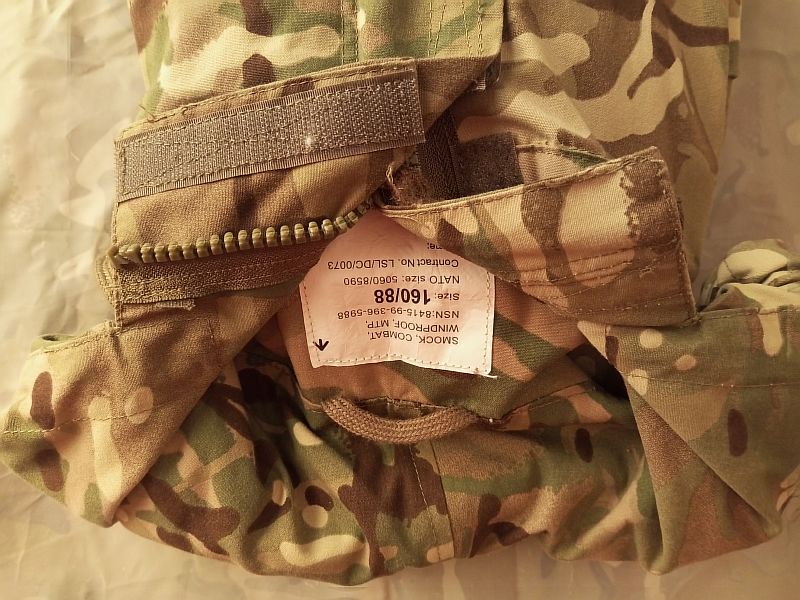 SMOCK, COMBAT,
WINDPROOF, MTP,
NSN:8415-99-396-5988
Size: 160/88
NATO size: 5060/8590
Contract No. LSL/DC/0073